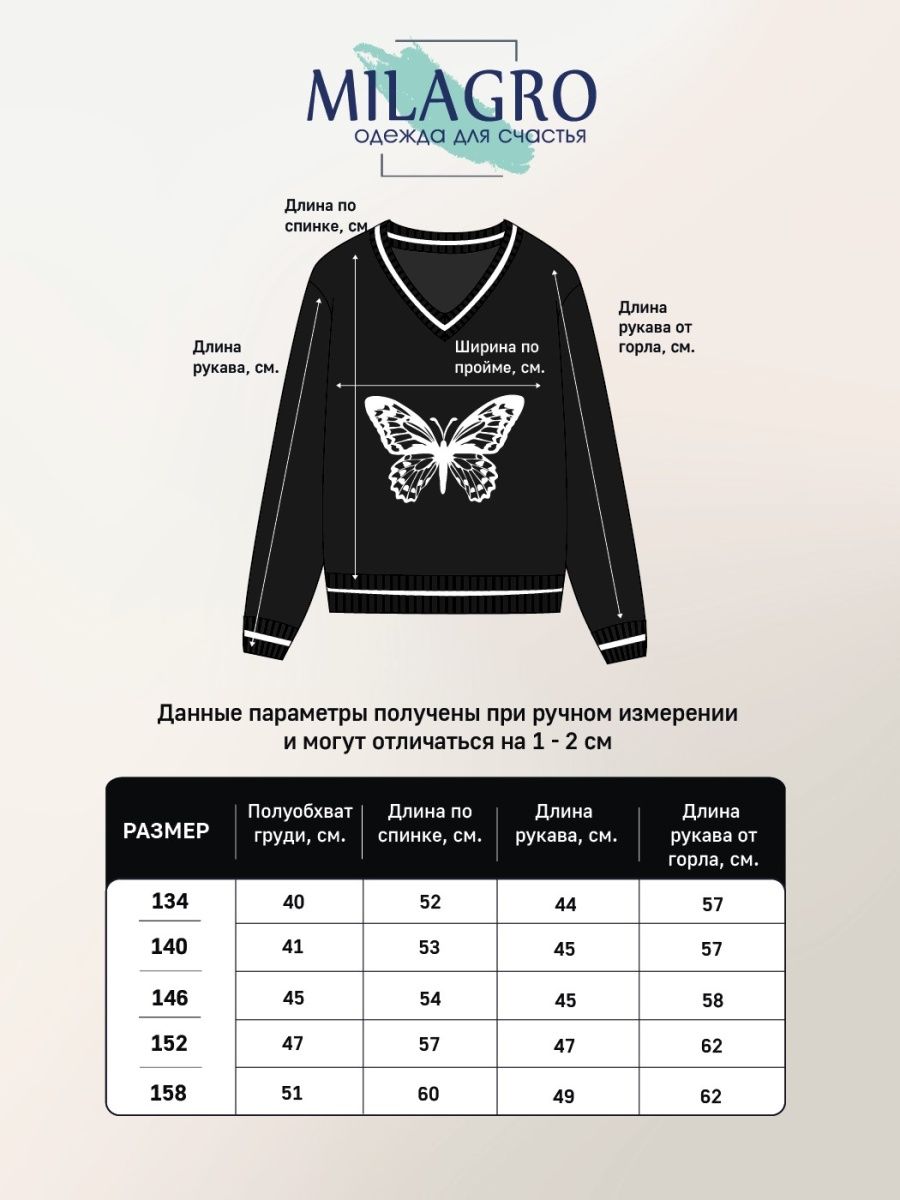 MILAGRO
одежда для счастья
Длина по
спинке, см.
Длина
рукава от
горла, см.
Длина
рукава, см.
Ширина по
пройме, см.
Данные параметры получены при ручном измерении
и могут отличаться на 1 - 2 см
РАЗМЕР
Полуобхват
груди, см.
Длина по
спинке, см.
Длина
рукава, см.
Длина
рукава от
горла, см.
134 40 52 44 57
140 41 53 45 57
146 45 54 45 58
152 47 57 47 62
158 51 60 49 62